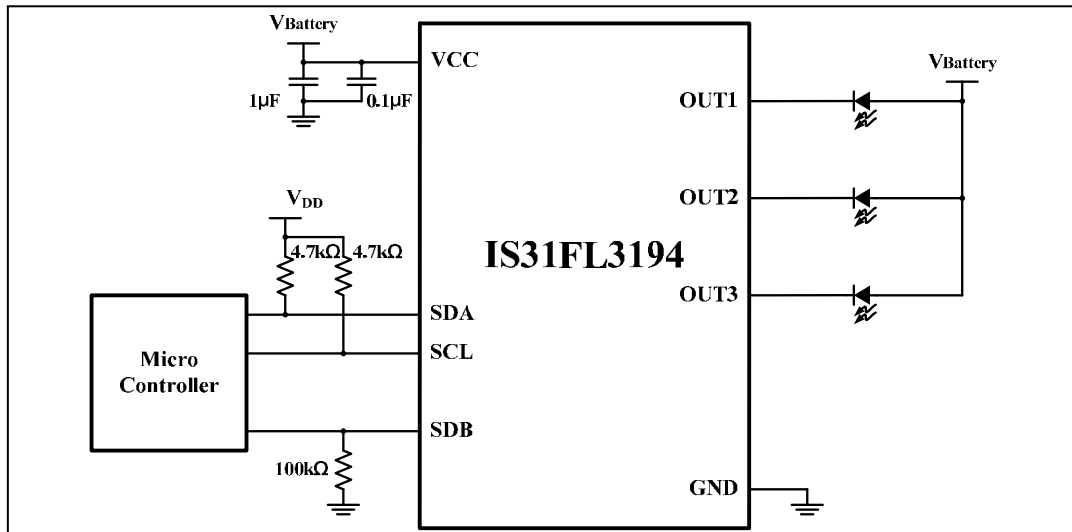 VBattery
VCC
1μF
0.1μF
VBattery
OUT1
OUT2
VDD
4.7kΩ
4.7kΩ
IS31FL3194
OUT3
SDA
Micro
Controller
SCL
SDB
100kΩ
GND